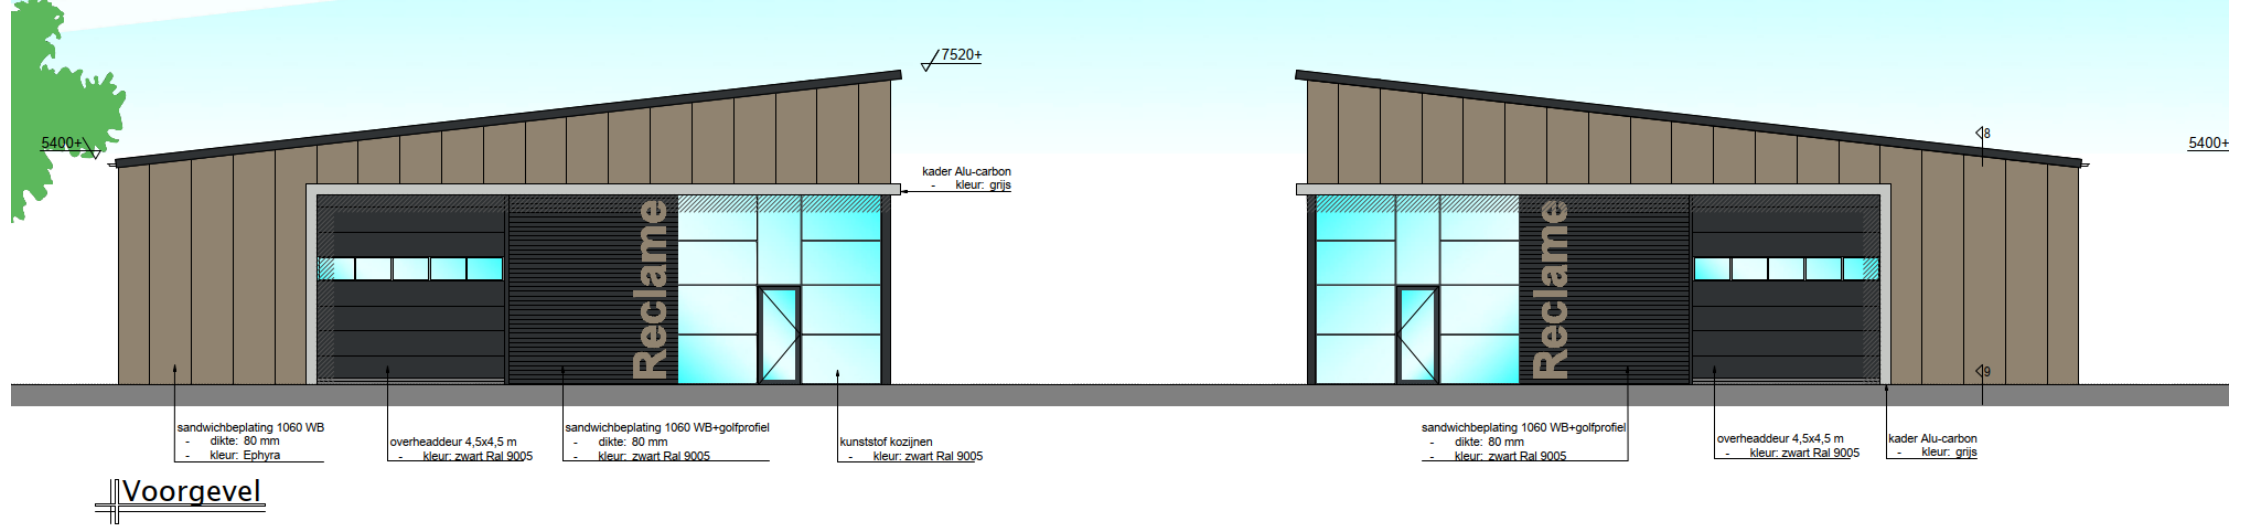 7520+
5400+
8
5400+
kader Alu-carbon
- kleur: grijs
Reclame
Reclame
9
sandwichbeplating 1060 WB
- dikte: 80 mm
- kleur: Ephyra
overheaddeur 4,5x4,5 m
- kleur: zwart Ral 9005
sandwichbeplating 1060 WB+golfprofiel
- dikte: 80 mm
- kleur: zwart Ral 9005
kunststof kozijnen
- kleur: zwart Ral 9005
sandwichbeplating 1060 WB+golfprofiel
- dikte: 80 mm
- kleur: zwart Ral 9005
overheaddeur 4,5x4,5 m
- kleur: zwart Ral 9005
kader Alu-carbon
- kleur: grijs
Voorgevel